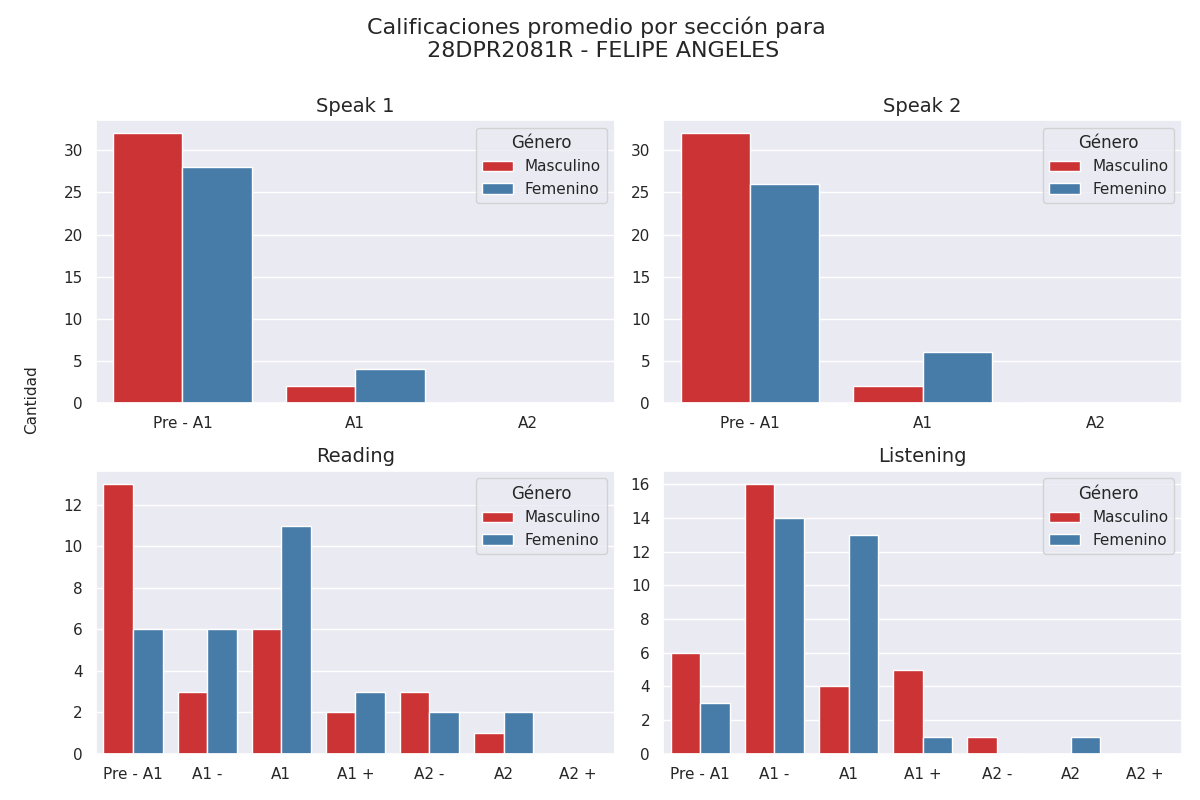 Calificaciones promedio por sección para
28DPR2081R - FELIPE ANGELES
Cantidad
Speak 1
30
25
20
15
10
5
0
Pre - A1 A1 A2
Género
Masculino
Femenino
Speak 2
30
25
20
15
10
5
0
Pre - A1 A1 A2
Género
Masculino
Femenino
Reading
12
10
8
6
4
2
0
Pre - A1 A1 - A1 A1 + A2 - A2 A2 +
Género
Masculino
Femenino
Listening
16
14
12
10
8
6
4
2
0
Pre - A1 A1 - A1 A1 + A2 - A2 A2 +
Género
Masculino
Femenino